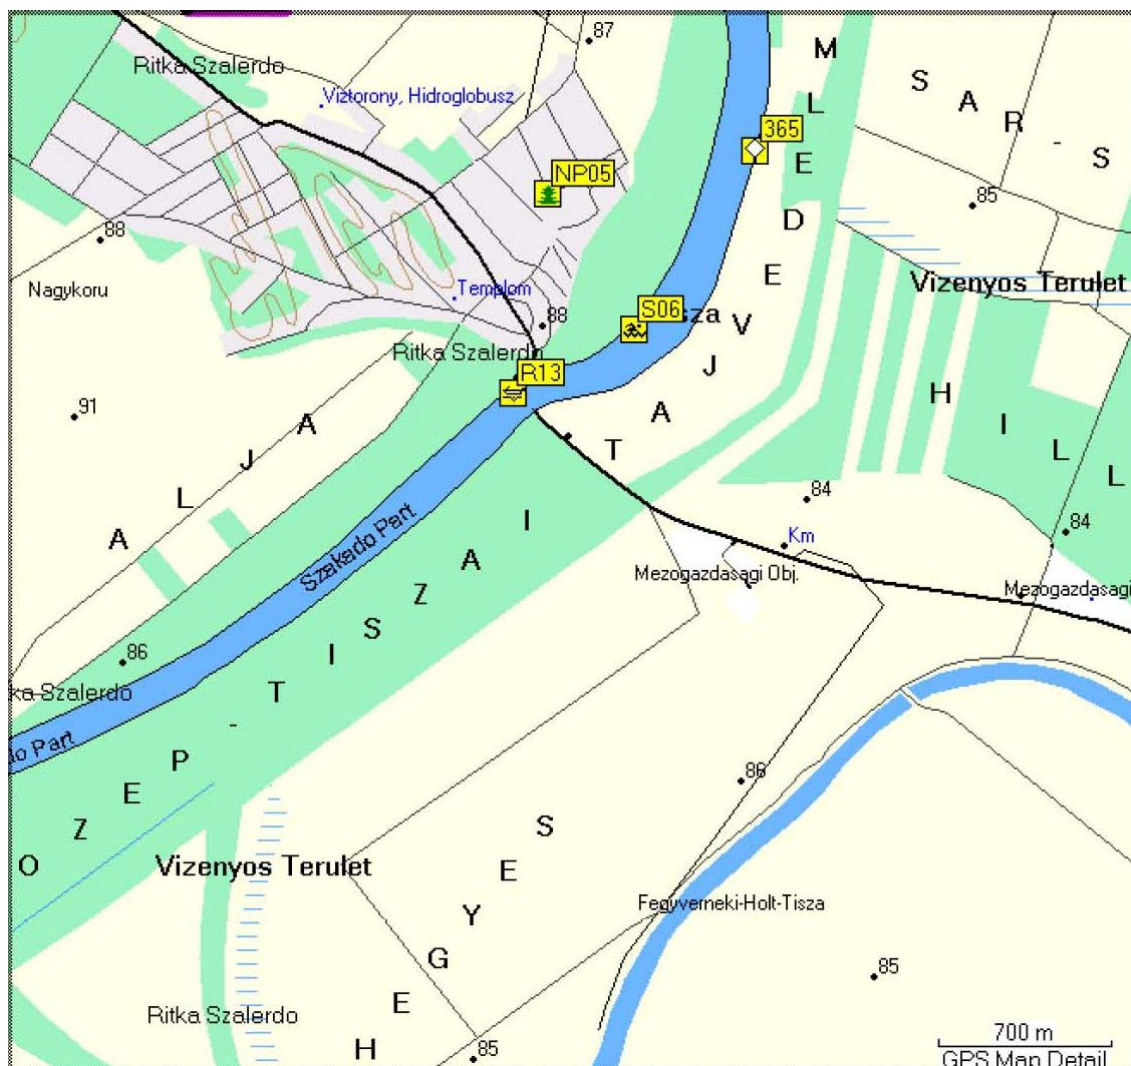 87
M
Ritka Szalerdo
S
A
R
-
S
Viztorony, Hidroglobusz
L
365
E
NP05
85
D
88
E
Vizenyos Terulet
Nagykoru
Templom
S06
sza
V
88
Ritka Szalerdo
J
R13
H
91
A
A
I
T
J
L
L
L
84
A
I
84
Szakado Part
Km
A
Mezogazdasagi Obj.
Mezogazdasagi
Z
S
86
I
ka Szalerdo
T
-
do Part
P
86
E
Z
S
O
Vizenyos Terulet
E
Fegyverneki-Holt-Tisza
Y
G
85
E
Ritka Szalerdo
700 m
H
85
GPS Map Detail